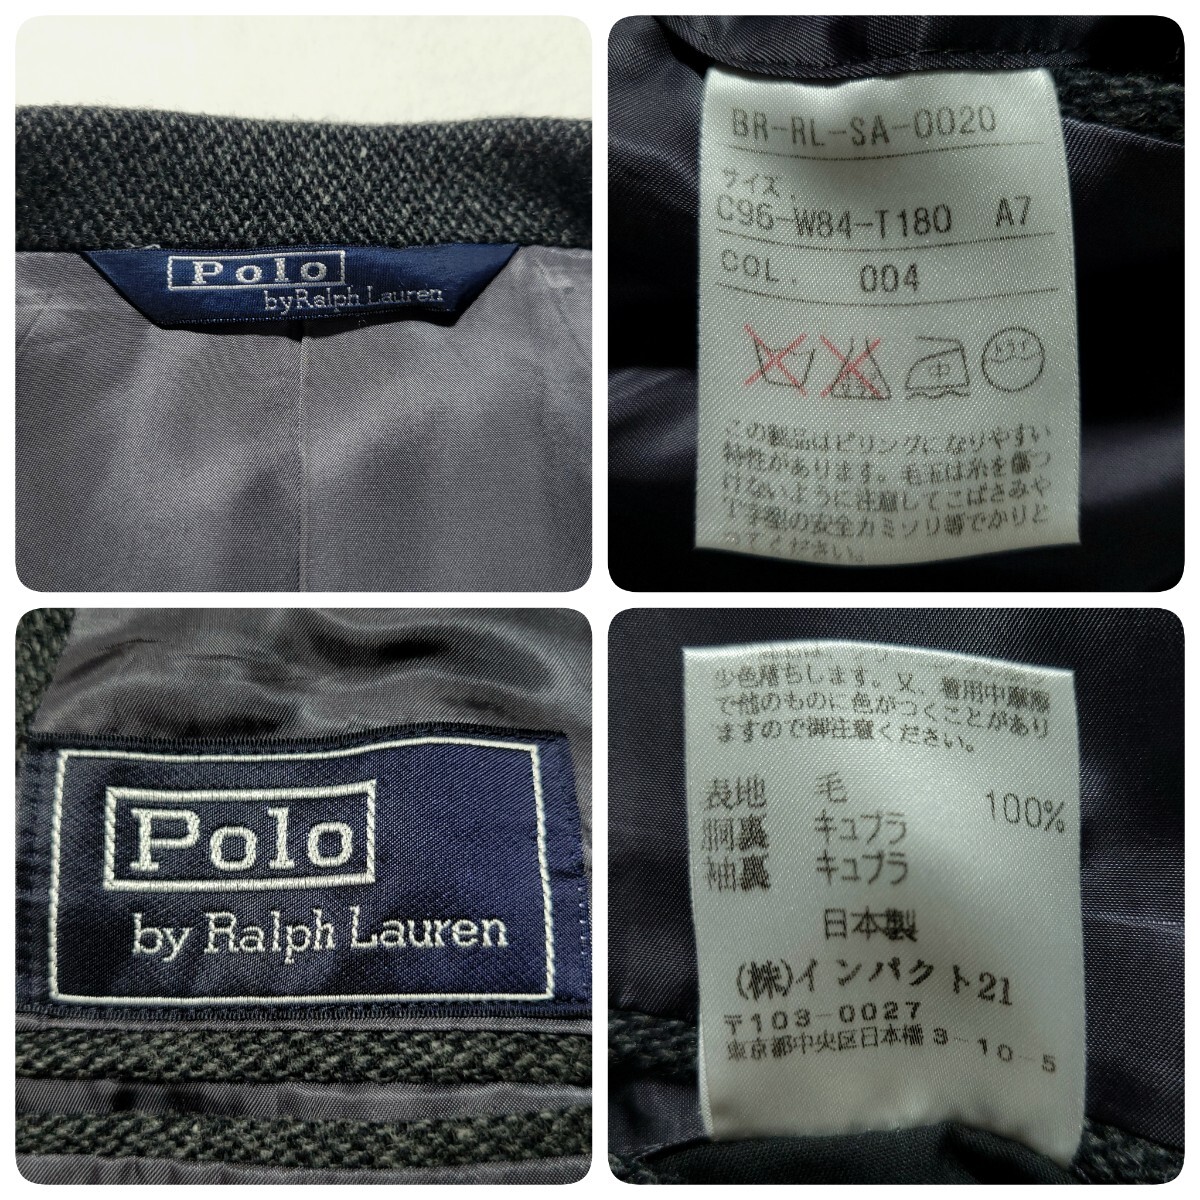 Polo
by Ralph Lauren
BR-RL-SA-0020
サイズ
C96-W84-T180 A7
COL. 004
中
ドライ
この製品はピリングになりやすい
特性があります。毛玉は糸を傷つ
けないように注意してこばさみや
T字型の安全カミソリ等でかりと
ってください。
Polo
by Ralph Lauren
少色落ちします。又、着用中摩擦
で他のものに色がつくことがあり
ますので御注意ください。
表地 毛 100%
胴裏 キュプラ
袖裏 キュプラ
日本製
(株)インパクト21
〒103-0027
東京都中央区日本橋3-10-5